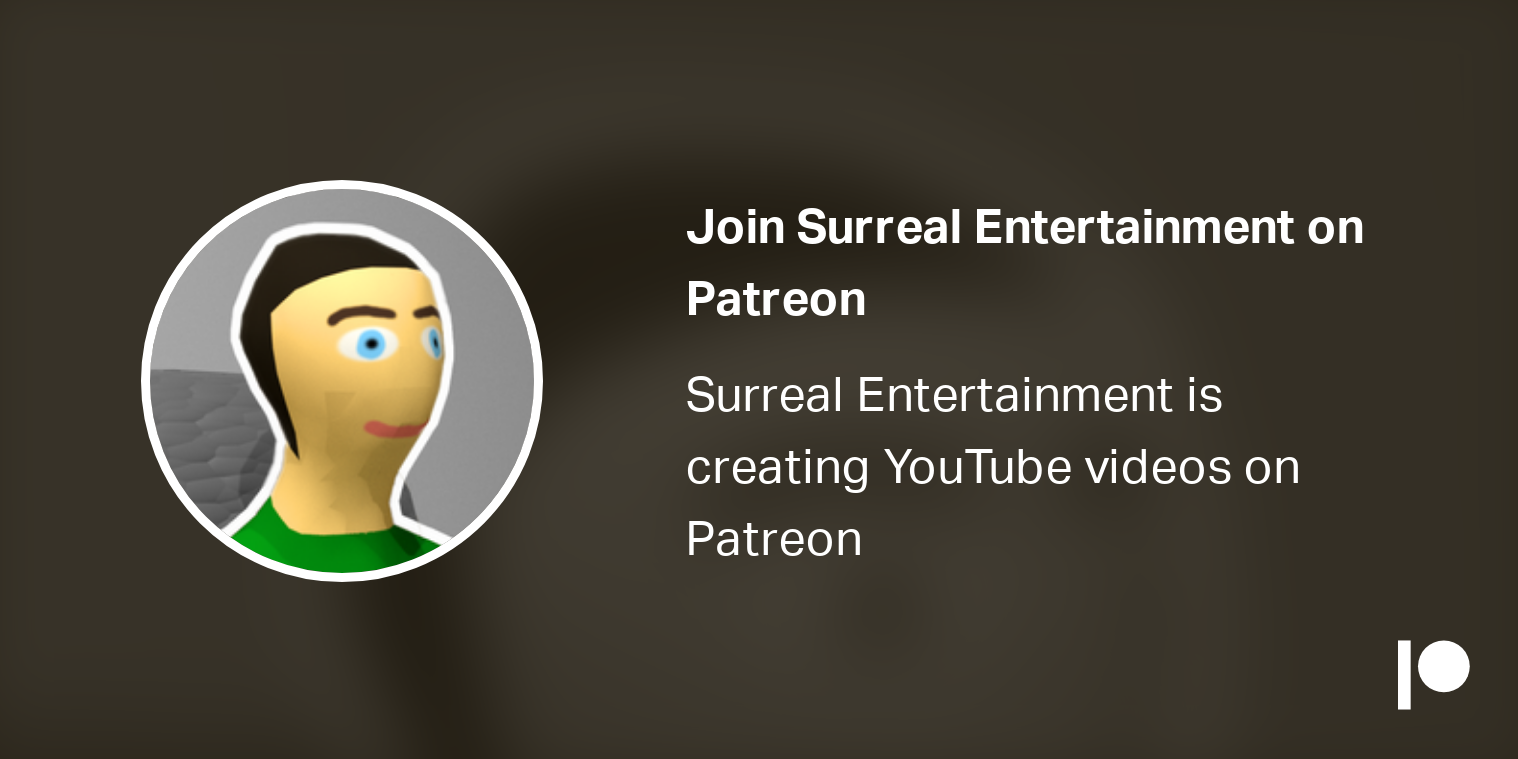 Join Surreal Entertainment on
Patreon
Surreal Entertainment is
creating YouTube videos on
Patreon